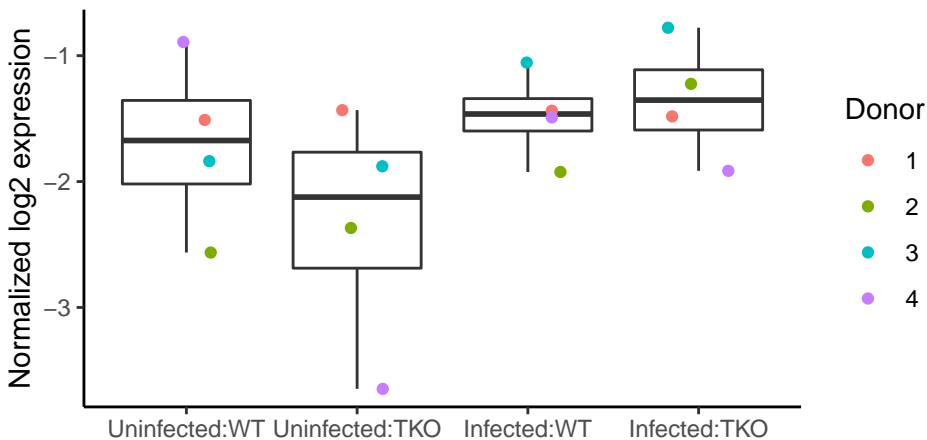 Normalized log2 expression
−1
−2
−3
Uninfected:WT
Uninfected:TKO
Infected:WT
Infected:TKO
Donor
1
2
3
4